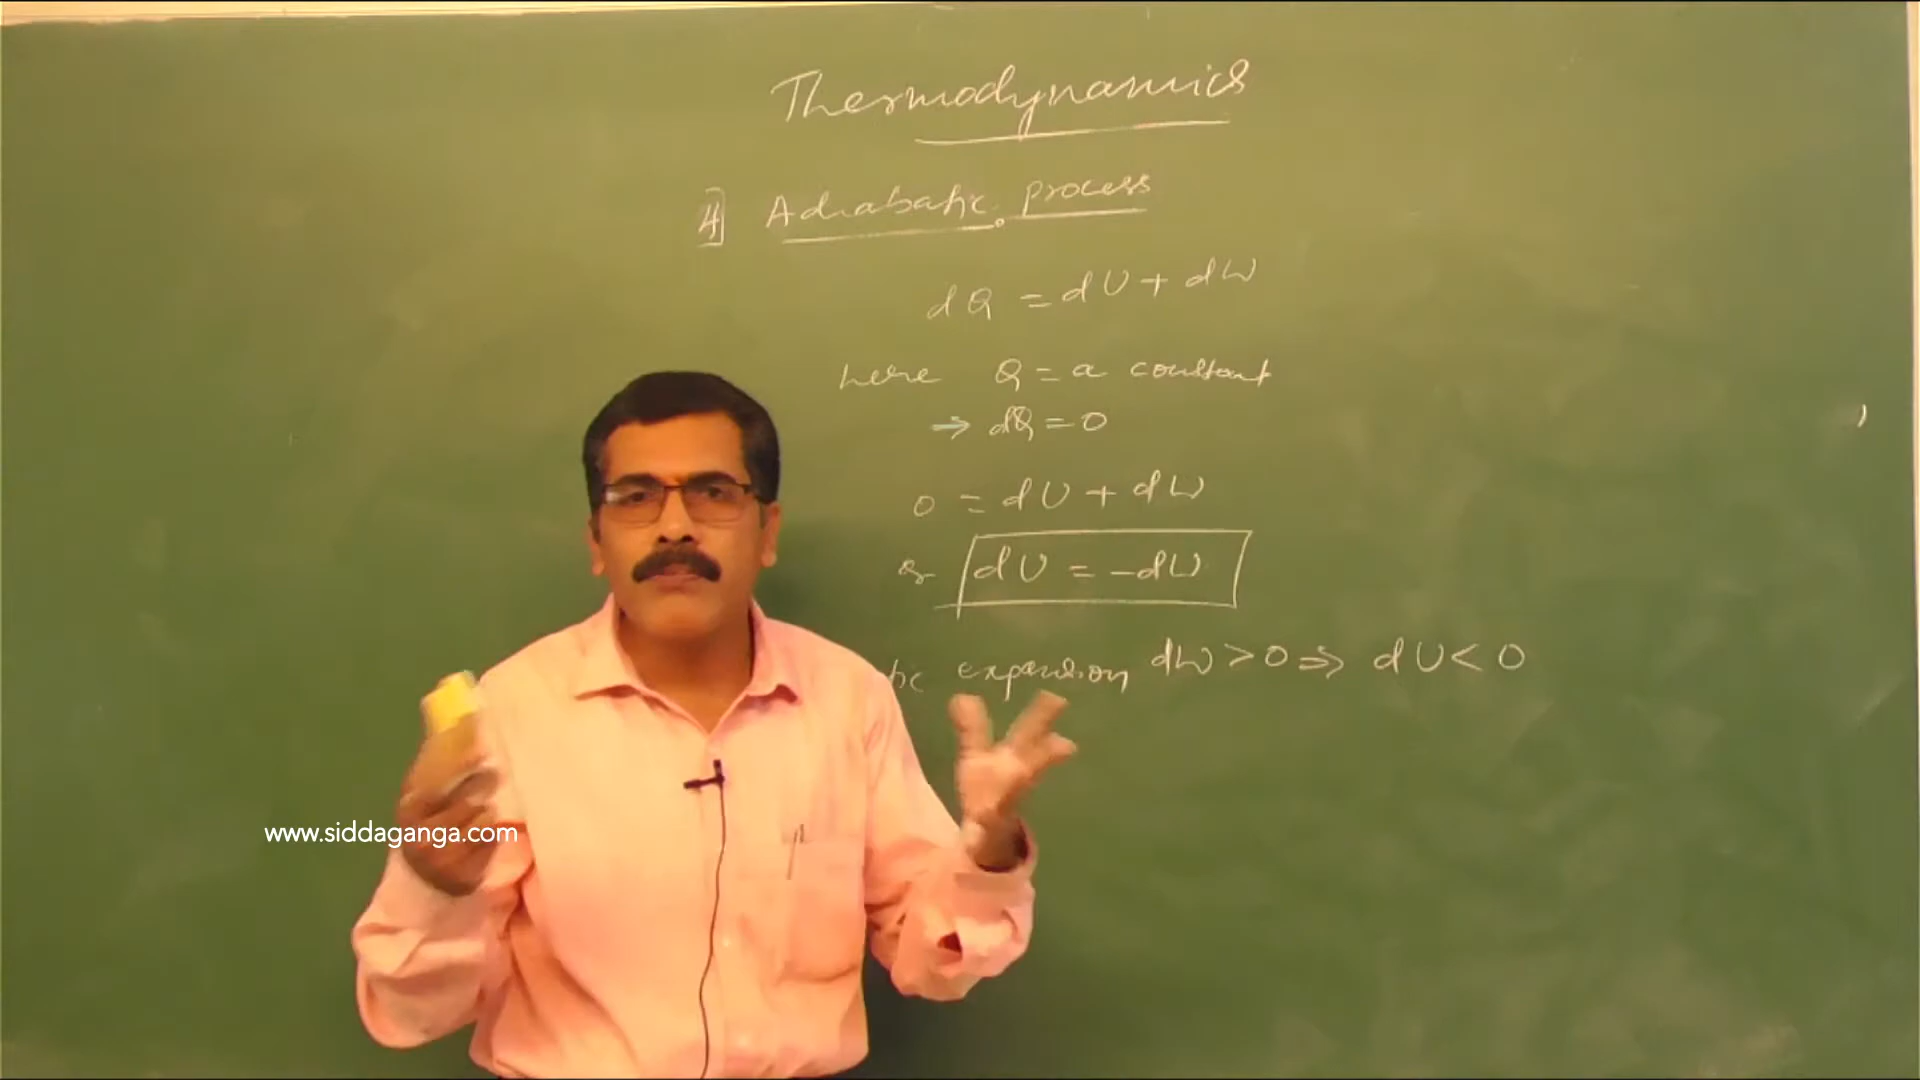 Thermodynamics
4] Adiabatic process
dQ = dU + dW
here Q = a constant
⇒ dQ = 0
0 = dU + dW
or dU = -dW
expansion dW > 0 ⇒ dU < 0
www.siddaganga.com